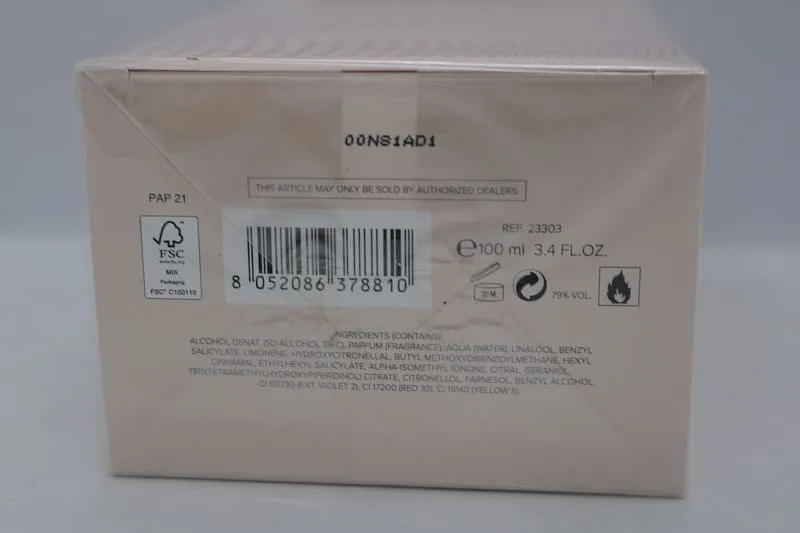 00NS1AD1
THIS ARTICLE MAY ONLY BE SOLD BY AUTHORIZED DEALERS.
PAP 21
FSC
www.fsc.org
MIX
Packaging
FSC® C100110
8 052086 378810
REF. 23303
℮100 ml 3.4 FL.OZ.
30 M
79% VOL.
INGREDIENTS (CONTAINS):
ALCOHOL DENAT. (SD ALCOHOL 39-C), PARFUM (FRAGRANCE), AQUA (WATER), LINALOOL, BENZYL
SALICYLATE, LIMONENE, HYDROXYCITRONELLAL, BUTYL METHOXYDIBENZOYLMETHANE, HEXYL
CINNAMAL, ETHYLHEXYL SALICYLATE, ALPHA-ISOMETHYL IONONE, CITRAL, GERANIOL,
TRIS(TETRAMETHYLHYDROXYPIPERIDINOL) CITRATE, CITRONELLOL, FARNESOL, BENZYL ALCOHOL,
CI 60730 (EXT. VIOLET 2), CI 17200 (RED 33), CI 19140 (YELLOW 5).